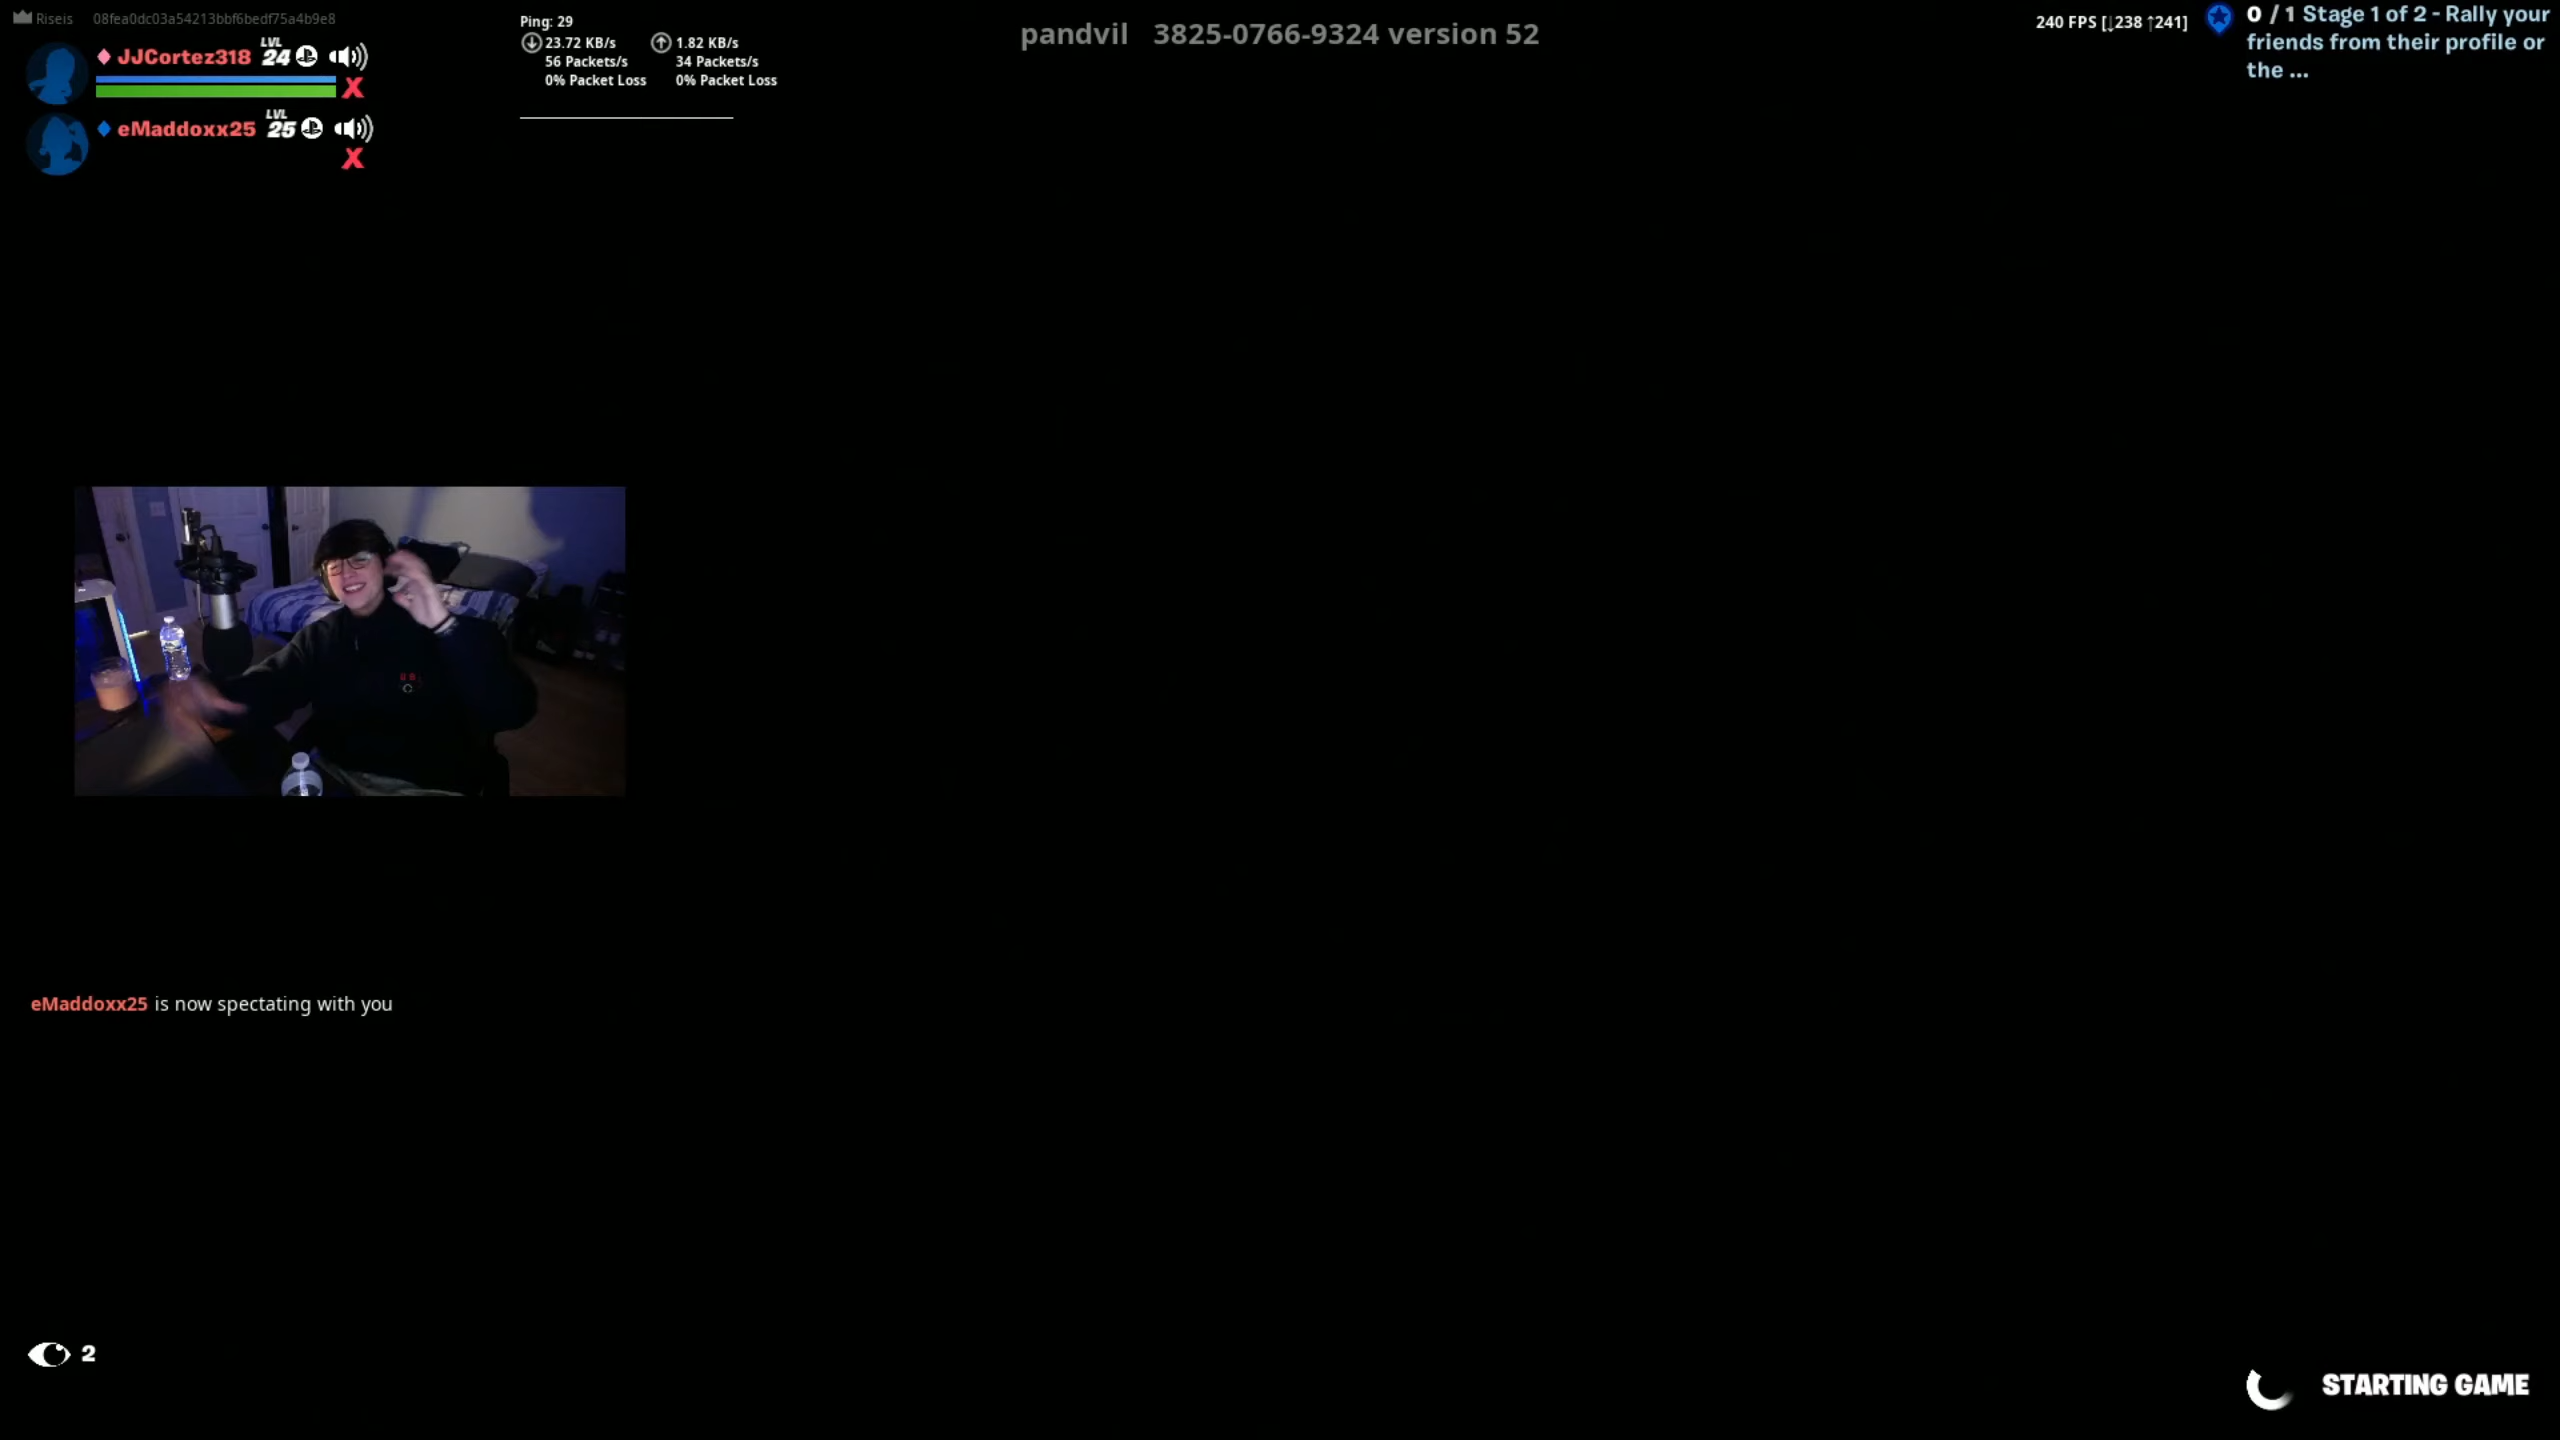 Riseis 08fea0dc03a54213bbf6bedf75a4b9e8
JJCortez318 LVL 24
eMaddoxx25 LVL 25
Ping: 29
23.72 KB/s 1.82 KB/s
56 Packets/s 34 Packets/s
0% Packet Loss 0% Packet Loss
pandvil 3825-0766-9324 version 52
240 FPS [↓238 ↑241]
0 / 1 Stage 1 of 2 - Rally your
friends from their profile or
the ...
eMaddoxx25 is now spectating with you
2
STARTING GAME